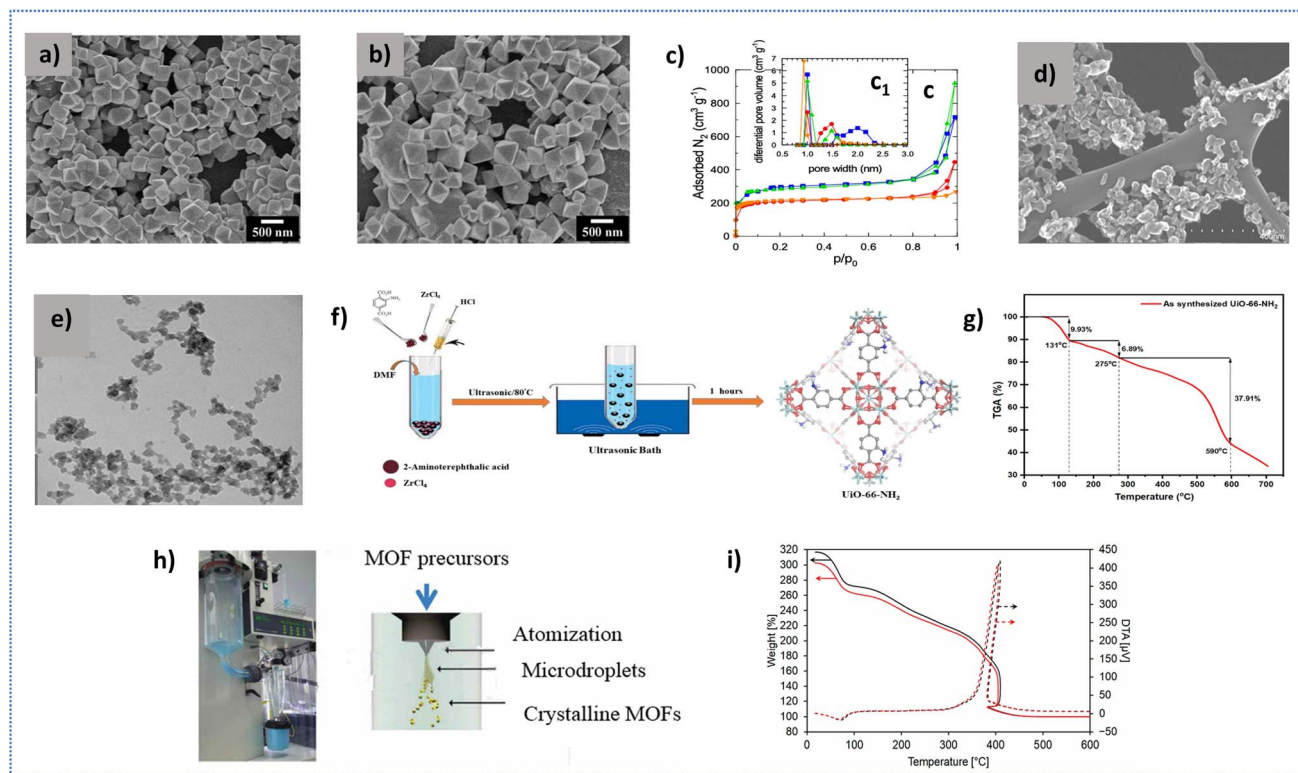 a)
500 nm
b)
500 nm
c)
Adsorbed N₂ (cm³ g⁻¹)
1000
800
600
400
200
0
0
0.2
0.4
0.6
0.8
1
p/p₀
diferential pore volume (cm³ g⁻¹)
7
6
5
4
3
2
1
0
0.5
1.0
1.5
2.0
2.5
3.0
pore width (nm)
c₁
c
d)
e)
f)
CO₂H
NH₂
CO₂H
ZrCl₄
HCl
DMF
Ultrasonic/80°C
1 hours
Ultrasonic Bath
2-Aminoterephthalic acid
ZrCl₄
UiO-66-NH₂
g)
As synthesized UiO-66-NH₂
TGA (%)
100
90
80
70
60
50
40
30
9.93%
131°C
6.89%
275°C
37.91%
590°C
0
100
200
300
400
500
600
700
Temperature (°C)
h)
MOF precursors
Atomization
Microdroplets
Crystalline MOFs
i)
Weight [%]
320
300
280
260
240
220
200
180
160
140
120
100
80
450
400
350
300
250
200
150
100
50
0
−50
DTA [µV]
0
100
200
300
400
500
600
Temperature [°C]